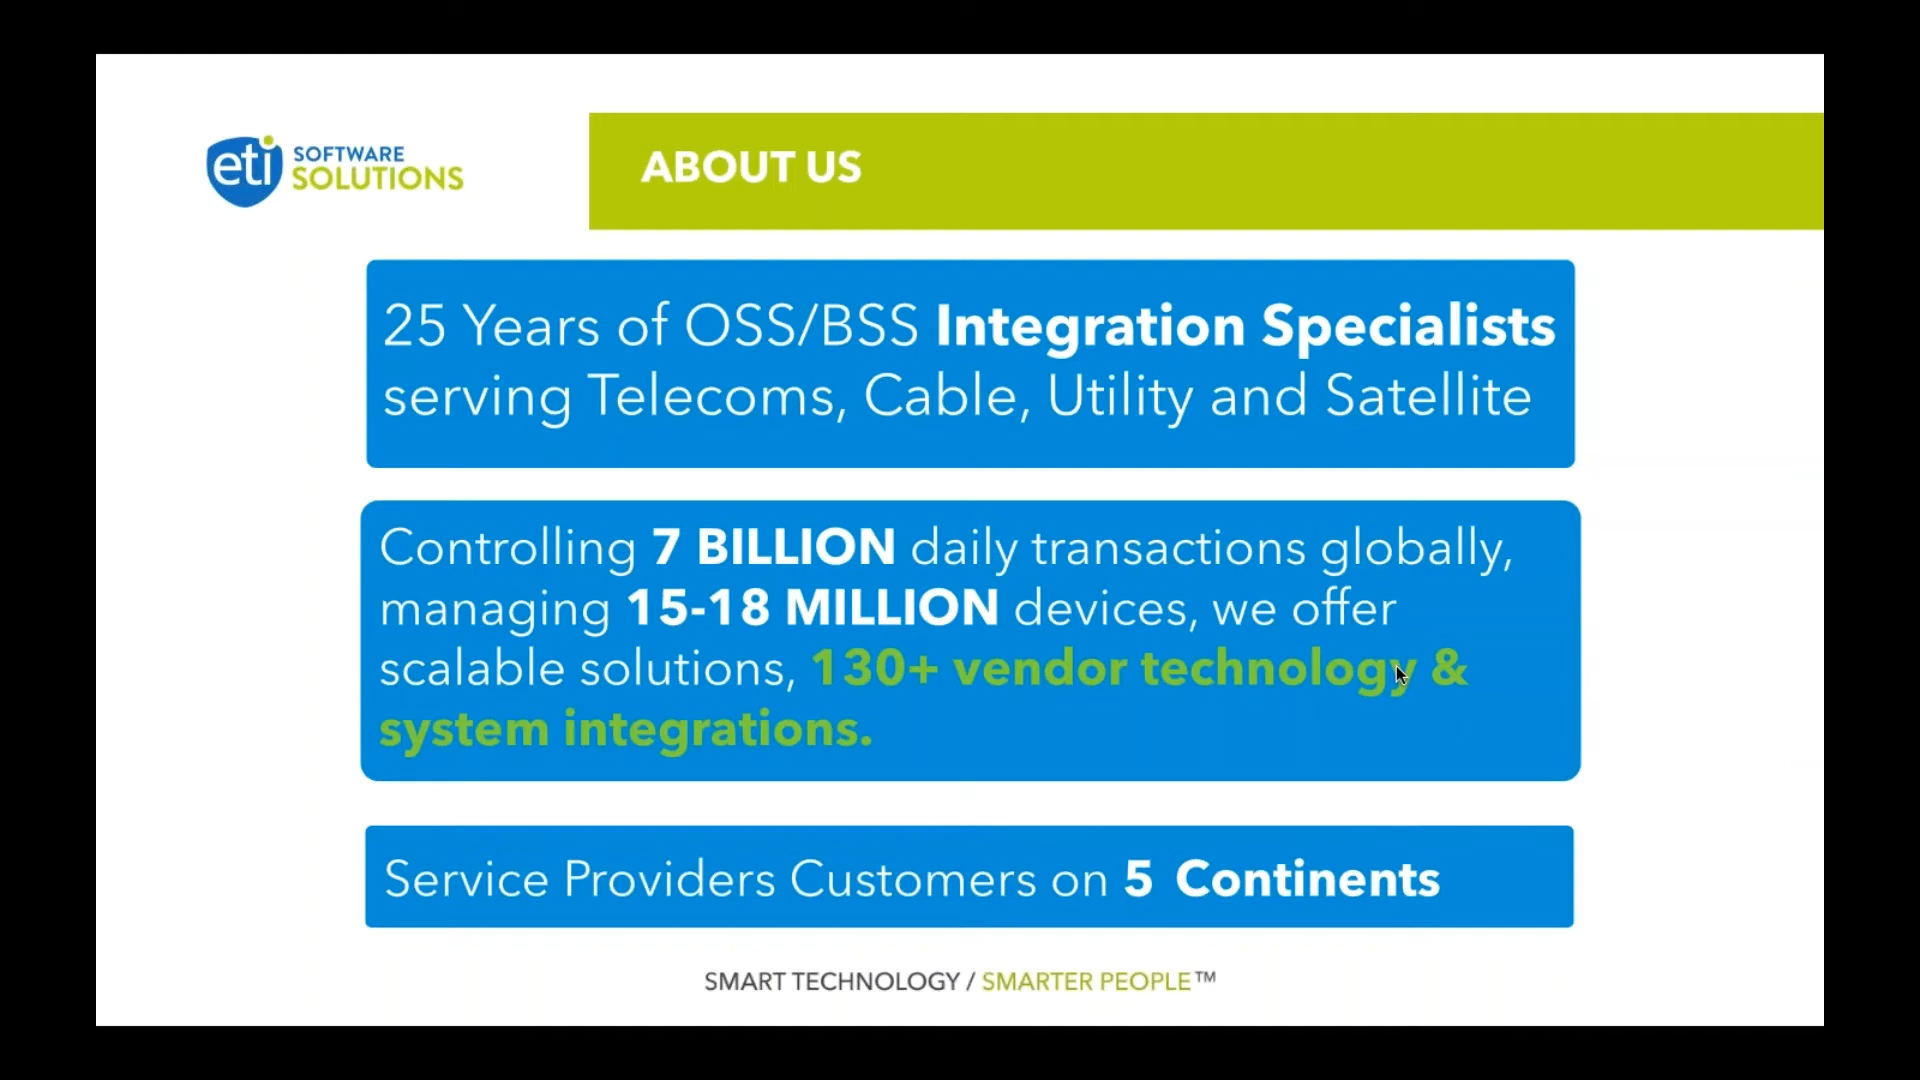 eti SOFTWARE
SOLUTIONS
ABOUT US
25 Years of OSS/BSS Integration Specialists
serving Telecoms, Cable, Utility and Satellite
Controlling 7 BILLION daily transactions globally,
managing 15-18 MILLION devices, we offer
scalable solutions, 130+ vendor technology &
system integrations.
Service Providers Customers on 5 Continents
SMART TECHNOLOGY / SMARTER PEOPLE™